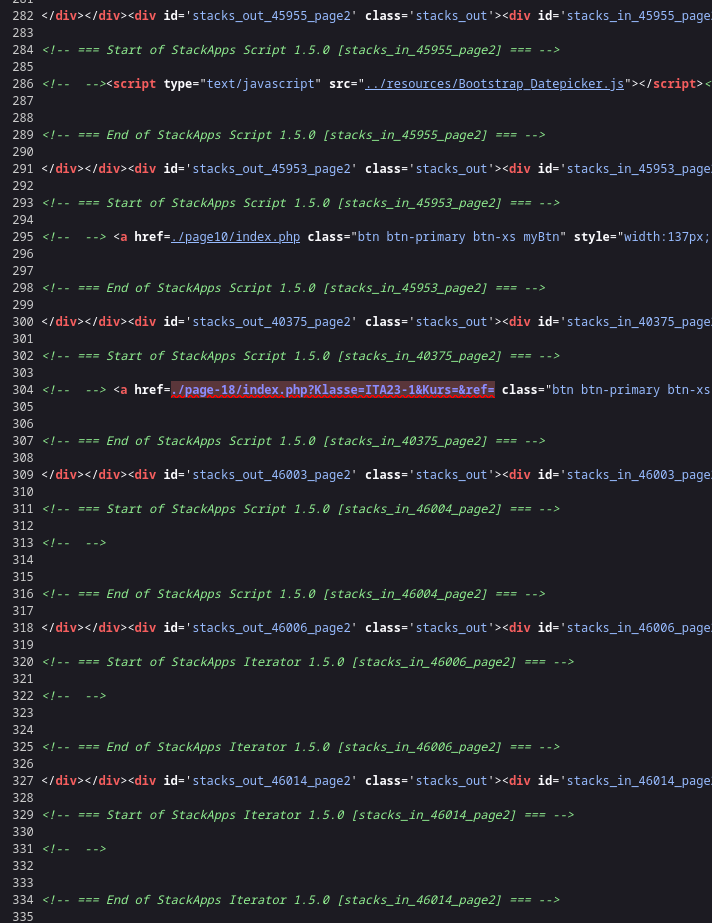 281
282 </div></div><div id='stacks_out_45955_page2' class='stacks_out'><div id='stacks_in_45955_page2
283
284 <!-- === Start of StackApps Script 1.5.0 [stacks_in_45955_page2] === -->
285
286 <!--  --><script type="text/javascript" src="../resources/Bootstrap_Datepicker.js"></script><
287
288
289 <!-- === End of StackApps Script 1.5.0 [stacks_in_45955_page2] === -->
290
291 </div></div><div id='stacks_out_45953_page2' class='stacks_out'><div id='stacks_in_45953_page2
292
293 <!-- === Start of StackApps Script 1.5.0 [stacks_in_45953_page2] === -->
294
295 <!--  --> <a href=./page10/index.php class="btn btn-primary btn-xs myBtn" style="width:137px;
296
297
298 <!-- === End of StackApps Script 1.5.0 [stacks_in_45953_page2] === -->
299
300 </div></div><div id='stacks_out_40375_page2' class='stacks_out'><div id='stacks_in_40375_page2
301
302 <!-- === Start of StackApps Script 1.5.0 [stacks_in_40375_page2] === -->
303
304 <!--  --> <a href=./page-18/index.php?Klasse=ITA23-1&Kurs=&ref= class="btn btn-primary btn-xs
305
306
307 <!-- === End of StackApps Script 1.5.0 [stacks_in_40375_page2] === -->
308
309 </div></div><div id='stacks_out_46003_page2' class='stacks_out'><div id='stacks_in_46003_page2
310
311 <!-- === Start of StackApps Script 1.5.0 [stacks_in_46004_page2] === -->
312
313 <!--  -->
314
315
316 <!-- === End of StackApps Script 1.5.0 [stacks_in_46004_page2] === -->
317
318 </div></div><div id='stacks_out_46006_page2' class='stacks_out'><div id='stacks_in_46006_page2
319
320 <!-- === Start of StackApps Iterator 1.5.0 [stacks_in_46006_page2] === -->
321
322 <!--  -->
323
324
325 <!-- === End of StackApps Iterator 1.5.0 [stacks_in_46006_page2] === -->
326
327 </div></div><div id='stacks_out_46014_page2' class='stacks_out'><div id='stacks_in_46014_page2
328
329 <!-- === Start of StackApps Iterator 1.5.0 [stacks_in_46014_page2] === -->
330
331 <!--  -->
332
333
334 <!-- === End of StackApps Iterator 1.5.0 [stacks_in_46014_page2] === -->
335